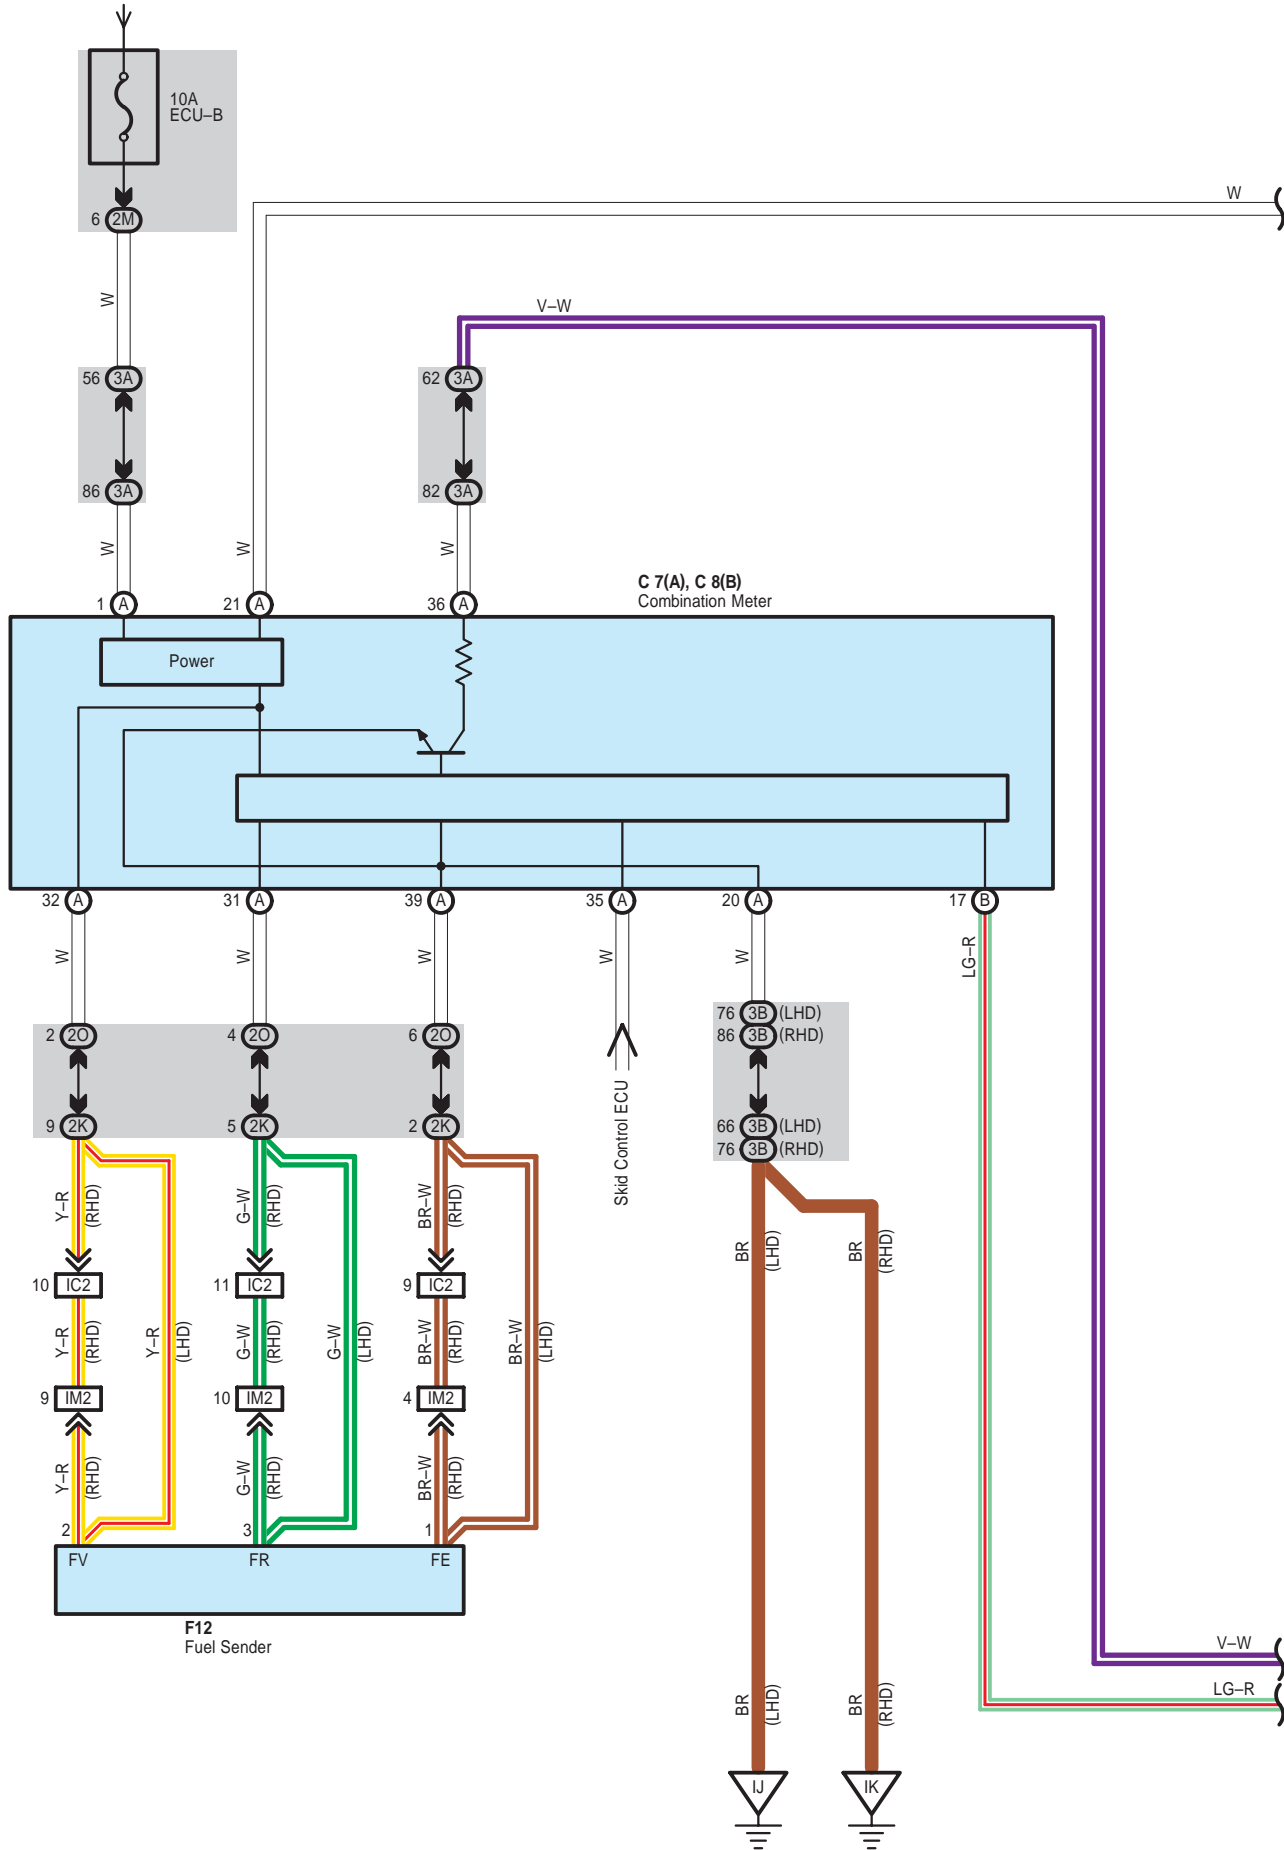 10A
ECU–B
6 2M
W
W
V–W
56 3A
62 3A
86 3A
82 3A
W
W
W
C 7(A), C 8(B)
Combination Meter
1 A
21 A
36 A
Power
32 A
31 A
39 A
35 A
20 A
17 B
W
W
W
W
W
LG–R
76 3B (LHD)
86 3B (RHD)
2 2O
4 2O
6 2O
9 2K
5 2K
2 2K
66 3B (LHD)
76 3B (RHD)
Skid Control ECU
Y–R
(RHD)
G–W
(RHD)
BR–W
(RHD)
BR
(LHD)
BR
(RHD)
10 IC2
11 IC2
9 IC2
Y–R
(RHD)
Y–R
(LHD)
G–W
(RHD)
G–W
(LHD)
BR–W
(RHD)
BR–W
(LHD)
9 IM2
10 IM2
4 IM2
Y–R
(RHD)
G–W
(RHD)
BR–W
(RHD)
2
3
1
FV
FR
FE
F12
Fuel Sender
V–W
LG–R
BR
(LHD)
BR
(RHD)
IJ
IK